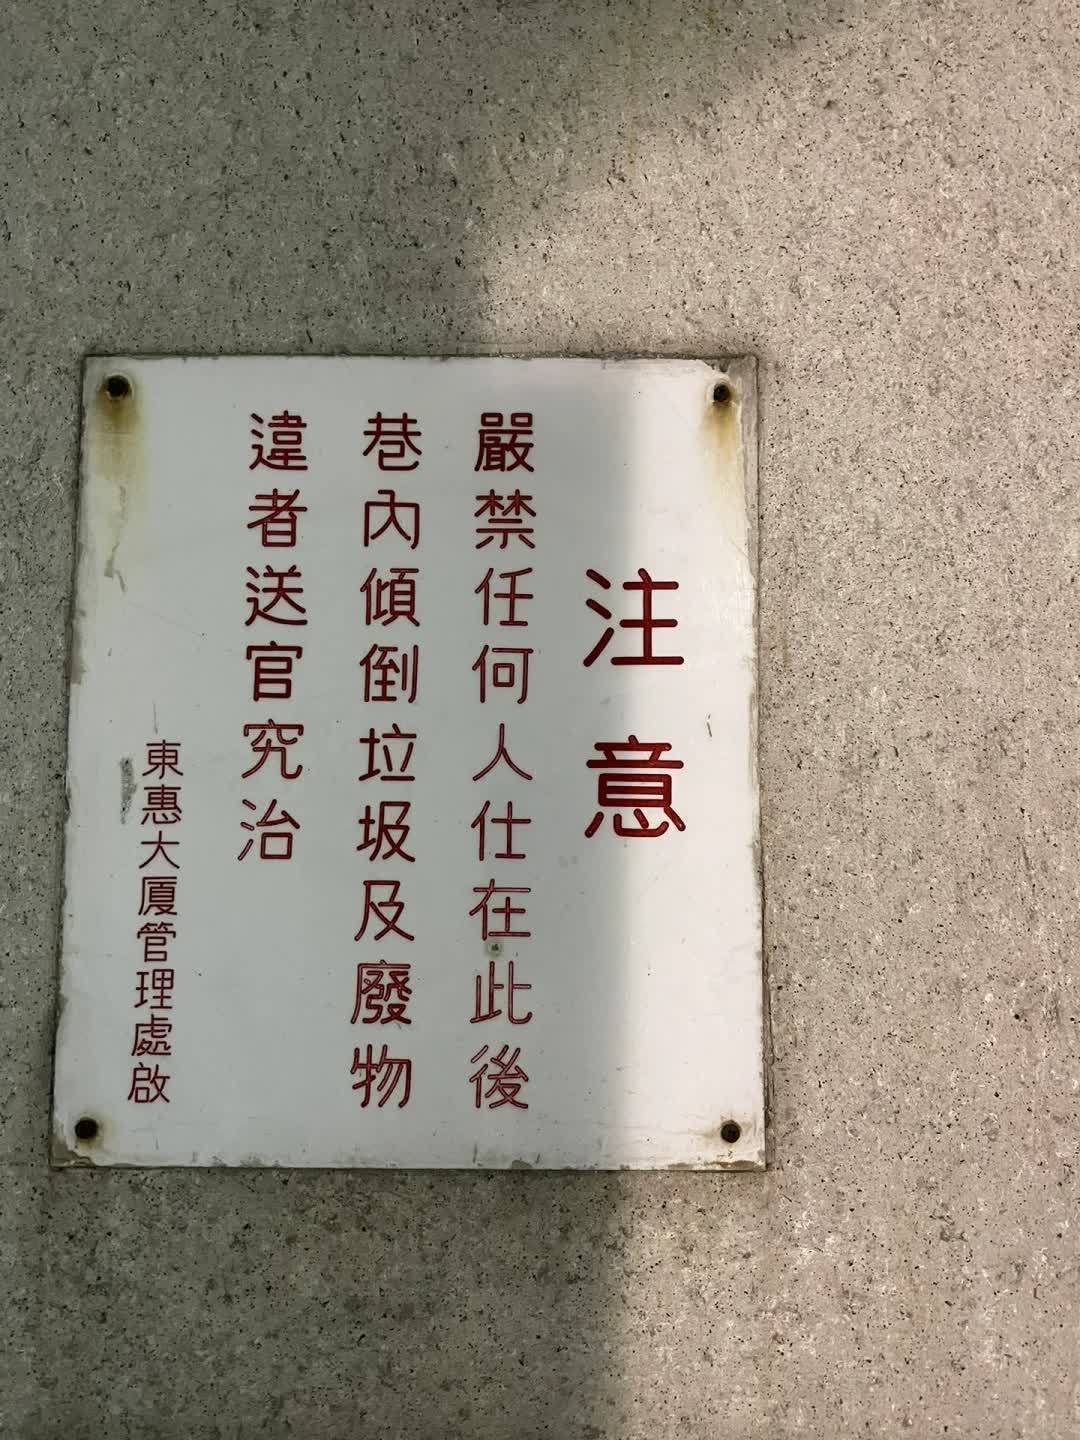 注意
嚴禁任何人仕在此後
巷內傾倒垃圾及廢物
違者送官究治
東惠大廈管理處啟